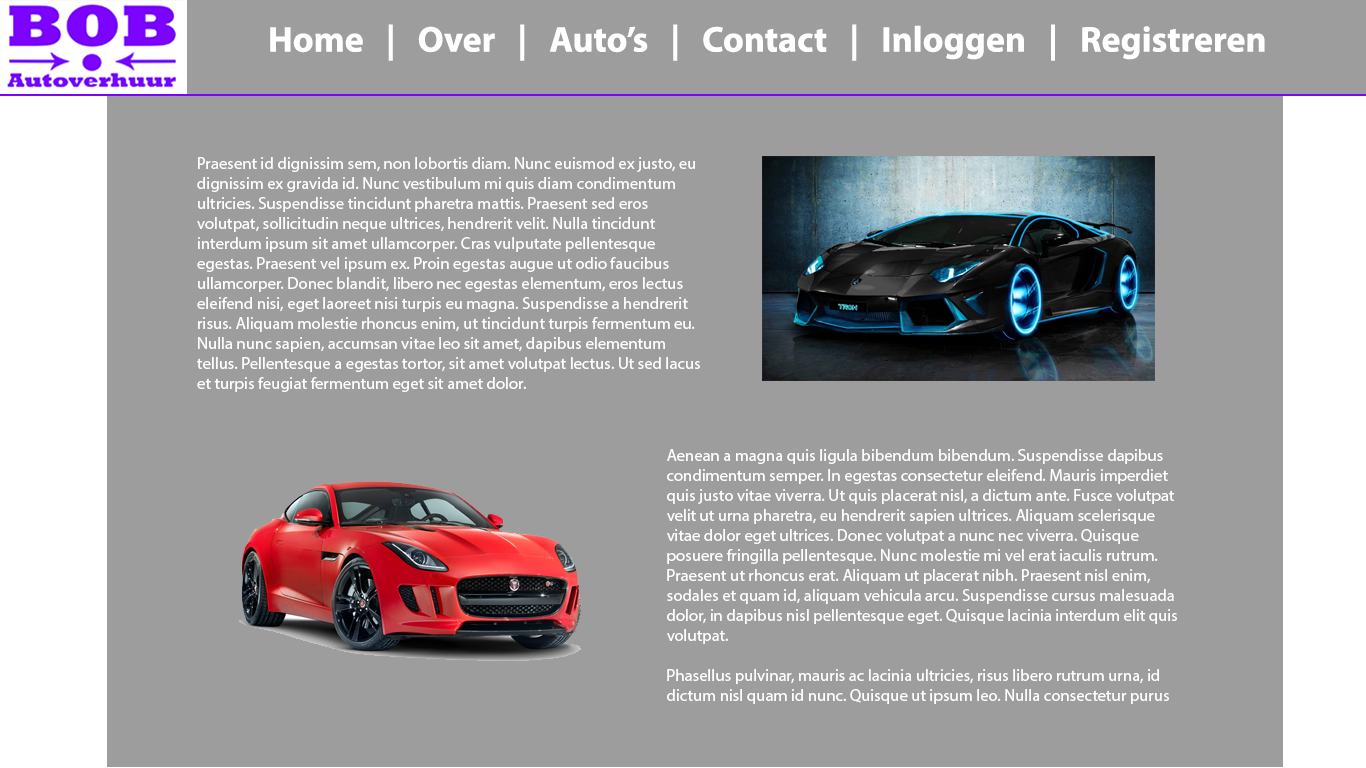 BOB
Autoverhuur
Home | Over | Auto’s | Contact | Inloggen | Registreren
Praesent id dignissim sem, non lobortis diam. Nunc euismod ex justo, eu
dignissim ex gravida id. Nunc vestibulum mi quis diam condimentum
ultricies. Suspendisse tincidunt pharetra mattis. Praesent sed eros
volutpat, sollicitudin neque ultrices, hendrerit velit. Nulla tincidunt
interdum ipsum sit amet ullamcorper. Cras vulputate pellentesque
egestas. Praesent vel ipsum ex. Proin egestas augue ut odio faucibus
ullamcorper. Donec blandit, libero nec egestas elementum, eros lectus
eleifend nisi, eget laoreet nisi turpis eu magna. Suspendisse a hendrerit
risus. Aliquam molestie rhoncus enim, ut tincidunt turpis fermentum eu.
Nulla nunc sapien, accumsan vitae leo sit amet, dapibus elementum
tellus. Pellentesque a egestas tortor, sit amet volutpat lectus. Ut sed lacus
et turpis feugiat fermentum eget sit amet dolor.
TRON
Aenean a magna quis ligula bibendum bibendum. Suspendisse dapibus
condimentum semper. In egestas consectetur eleifend. Mauris imperdiet
quis justo vitae viverra. Ut quis placerat nisl, a dictum ante. Fusce volutpat
velit ut urna pharetra, eu hendrerit sapien ultrices. Aliquam scelerisque
vitae dolor eget ultrices. Donec volutpat a nunc nec viverra. Quisque
posuere fringilla pellentesque. Nunc molestie mi vel erat iaculis rutrum.
Praesent ut rhoncus erat. Aliquam ut placerat nibh. Praesent nisl enim,
sodales et quam id, aliquam vehicula arcu. Suspendisse cursus malesuada
dolor, in dapibus nisl pellentesque eget. Quisque lacinia interdum elit quis
volutpat.
Phasellus pulvinar, mauris ac lacinia ultricies, risus libero rutrum urna, id
dictum nisl quam id nunc. Quisque ut ipsum leo. Nulla consectetur purus